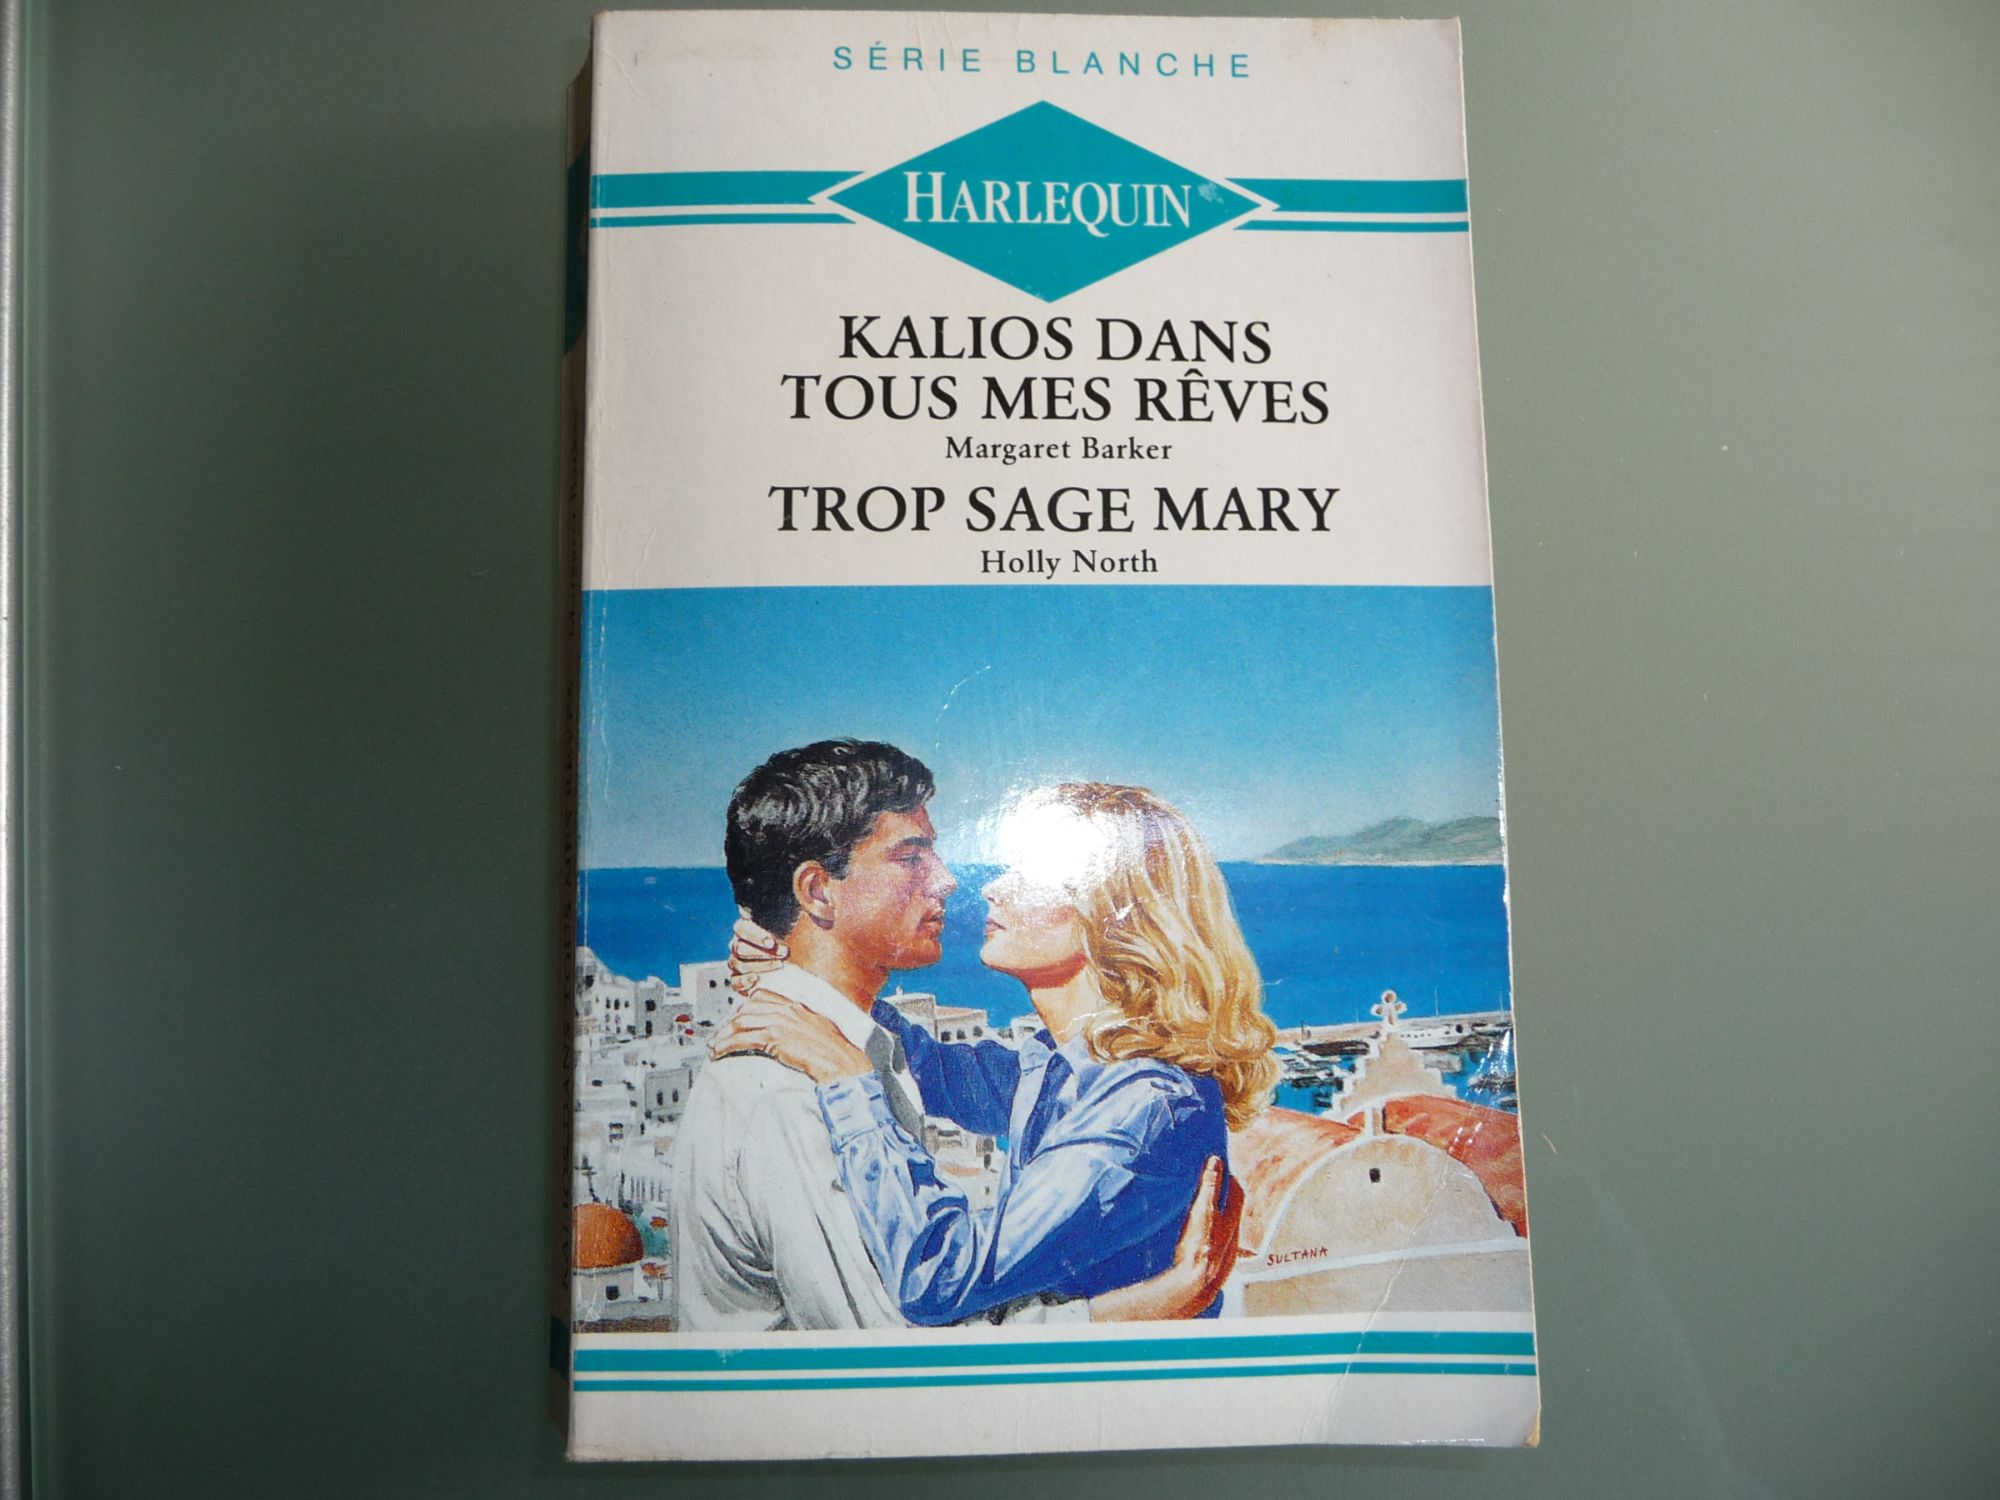 SÉRIE BLANCHE
HARLEQUIN
KALIOS DANS
TOUS MES RÊVES
Margaret Barker
TROP SAGE MARY
Holly North
SULTANA